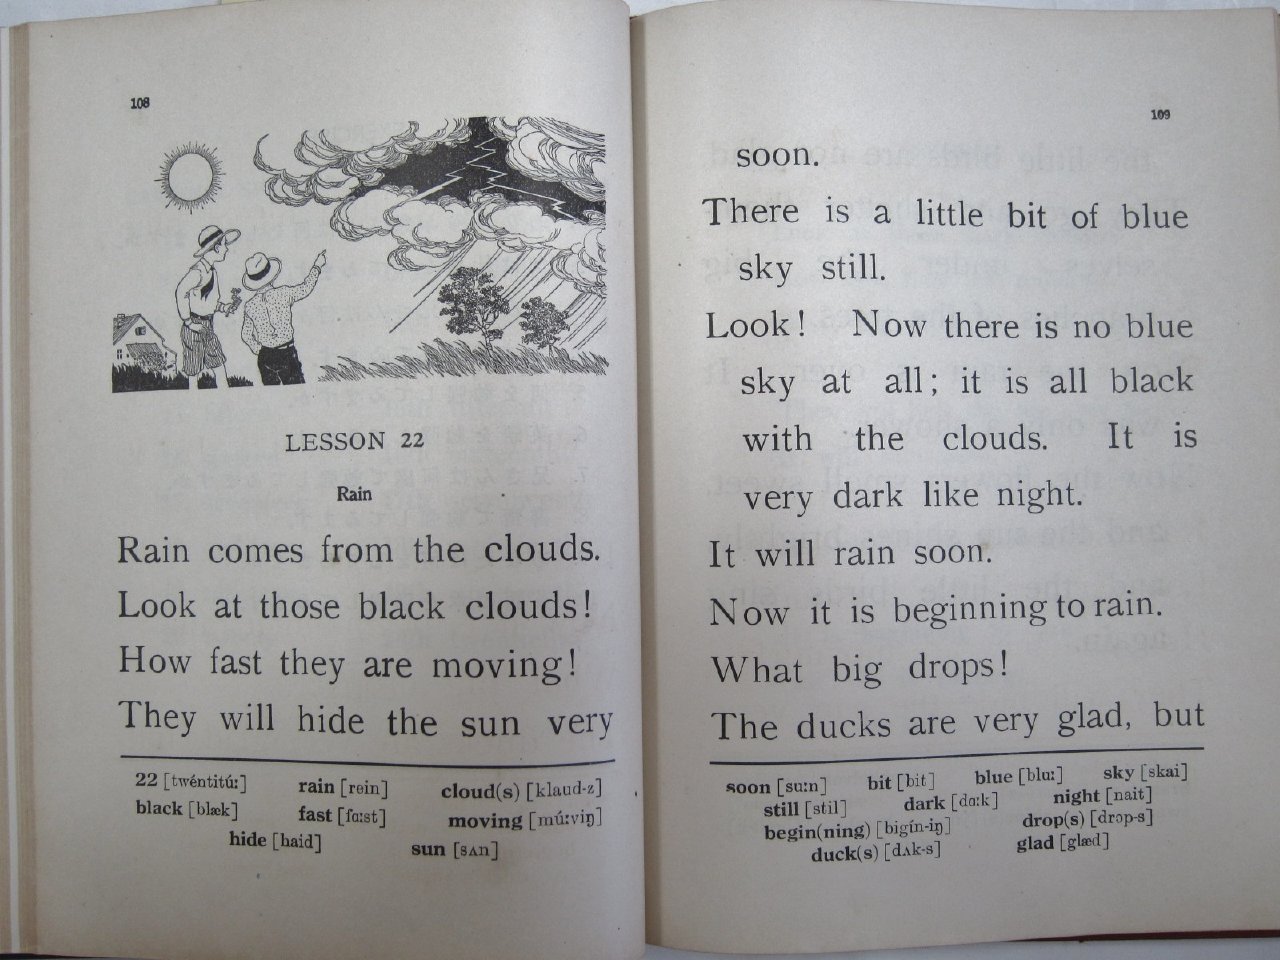 108
LESSON 22
Rain
Rain comes from the clouds.
Look at those black clouds!
How fast they are moving!
They will hide the sun very
22 [twéntitúː] rain [rein] cloud(s) [klaud-z]
black [blæk] fast [fɑːst] moving [múːviŋ]
hide [haid] sun [sʌn]
109
soon.
There is a little bit of blue
sky still.
Look! Now there is no blue
sky at all; it is all black
with the clouds. It is
very dark like night.
It will rain soon.
Now it is beginning to rain.
What big drops!
The ducks are very glad, but
soon [suːn] bit [bit] blue [bluː] sky [skai]
still [stil] dark [dɑːk] night [nait]
begin(ning) [bigín-iŋ] drop(s) [drɔp-s]
duck(s) [dʌk-s] glad [glæd]